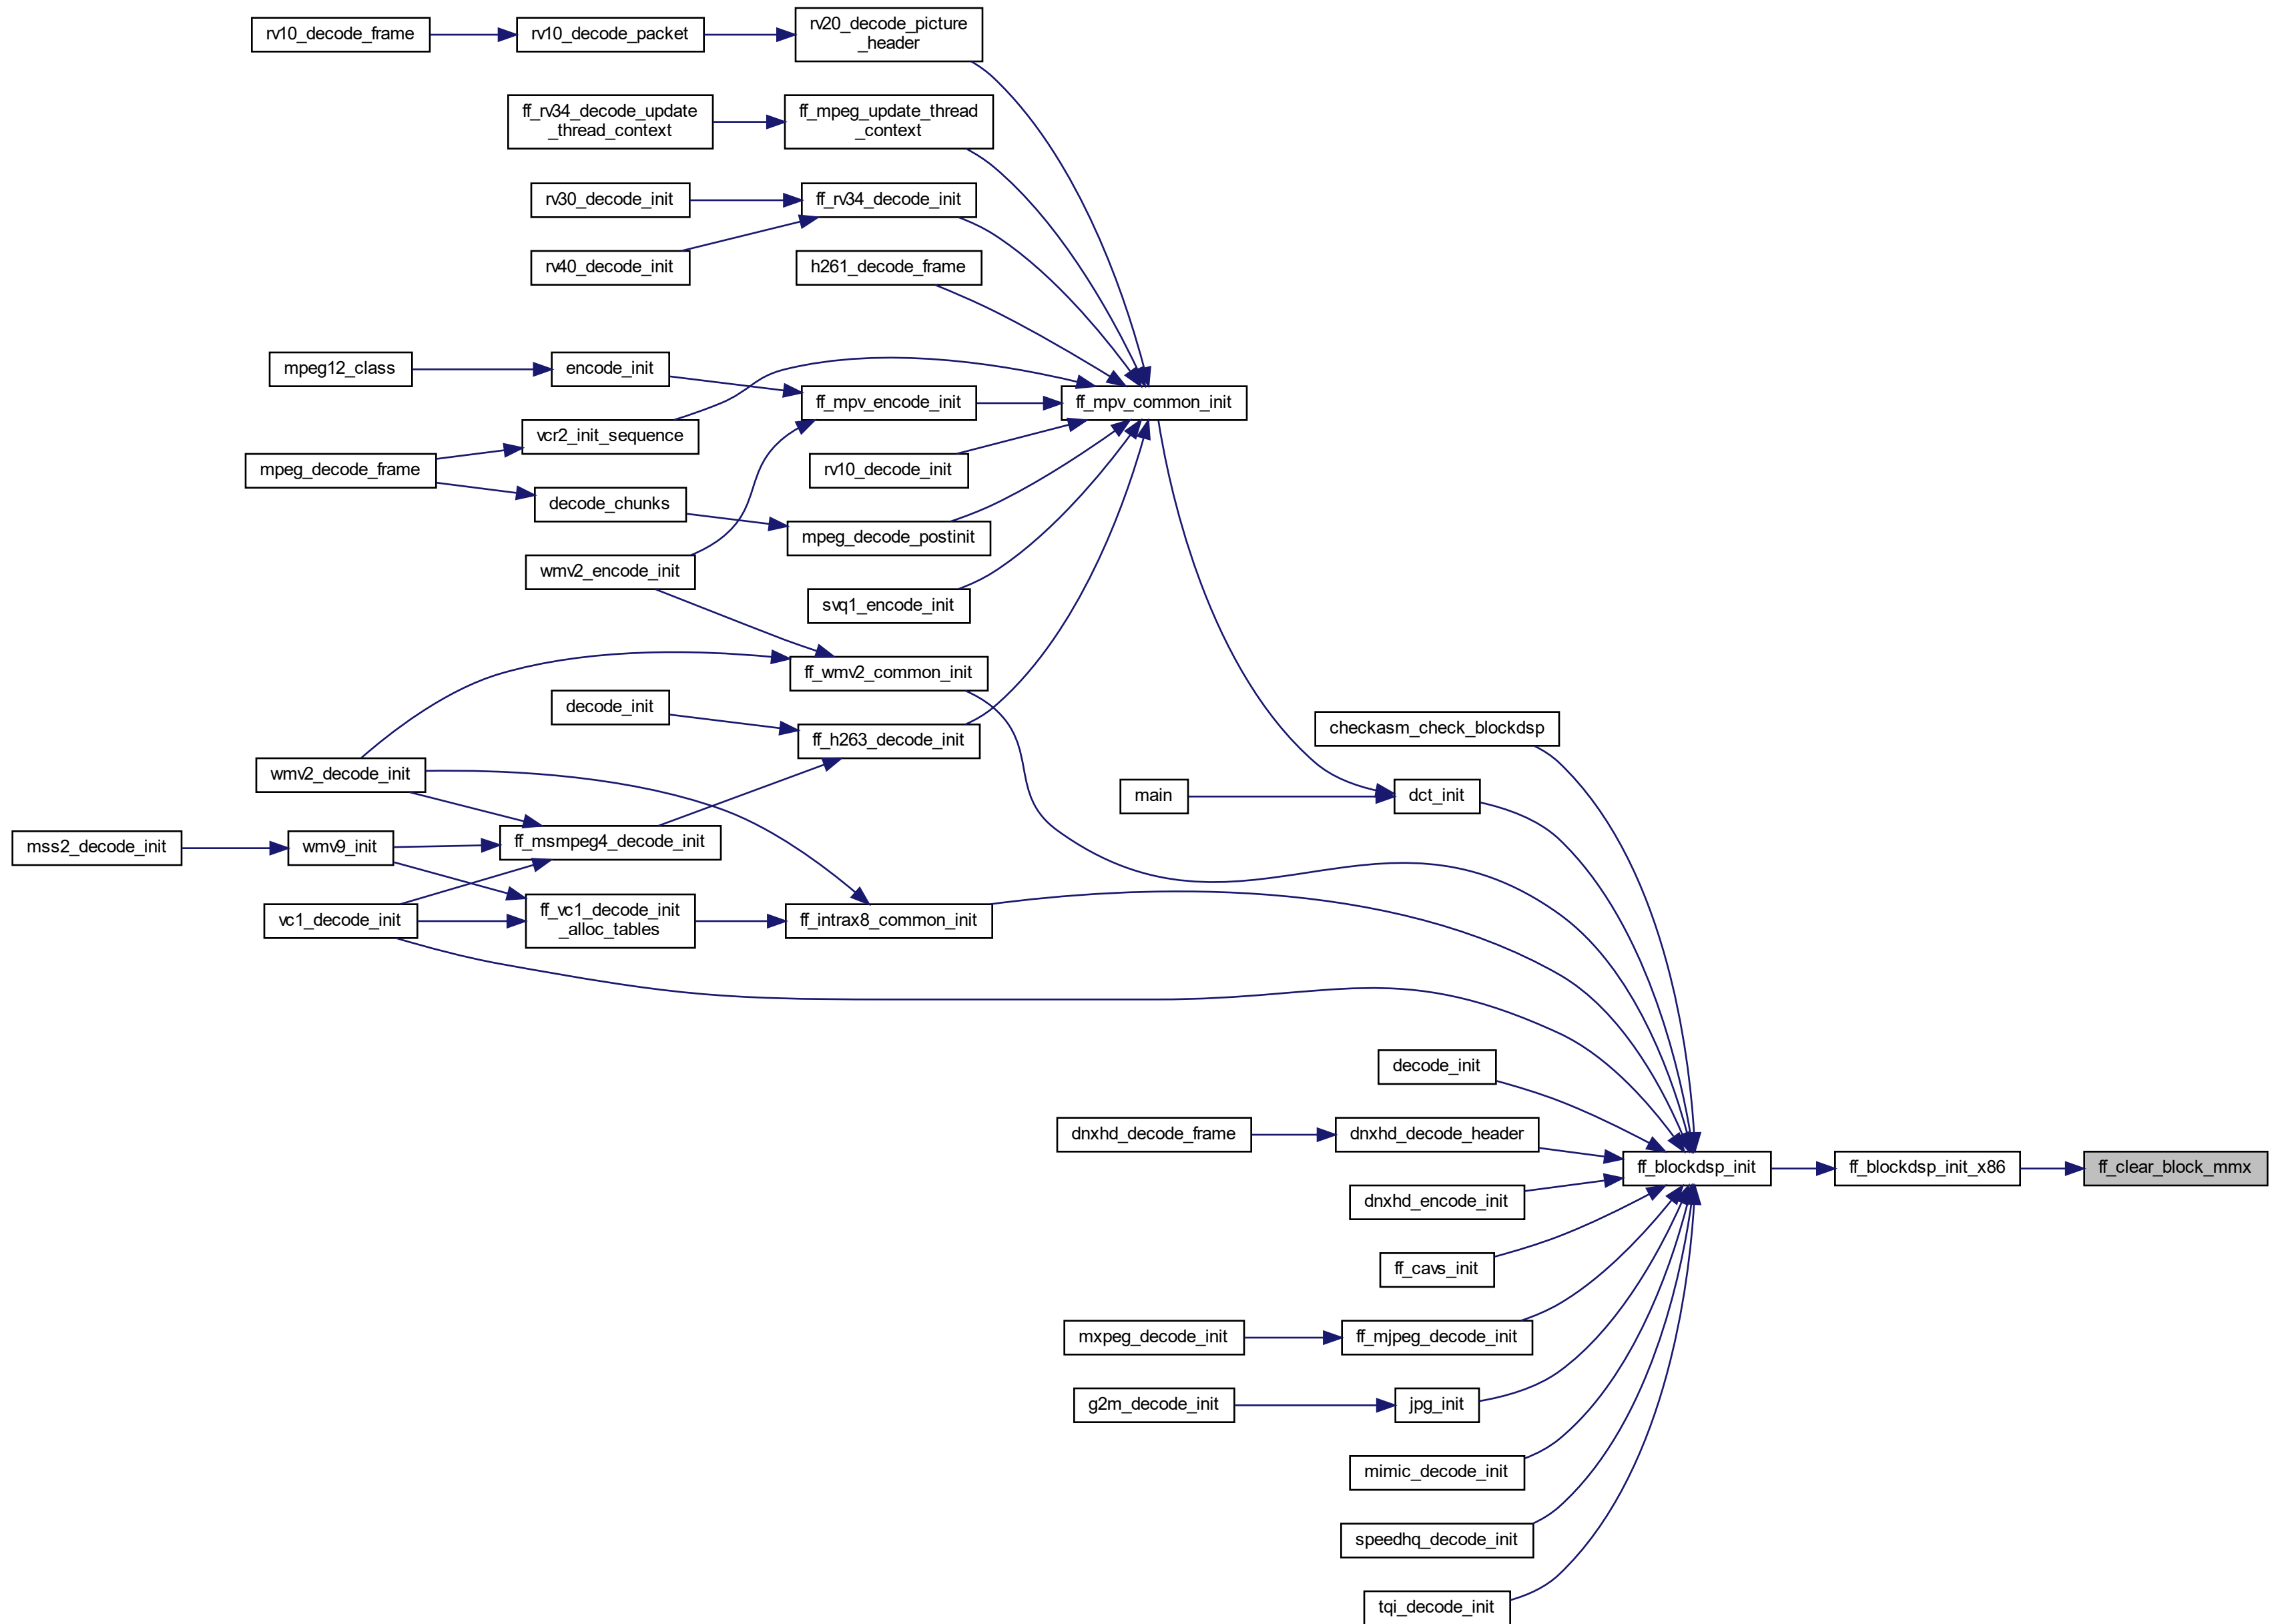 rv10_decode_frame
rv10_decode_packet
rv20_decode_picture
_header
ff_rv34_decode_update
_thread_context
ff_mpeg_update_thread
_context
rv30_decode_init
ff_rv34_decode_init
rv40_decode_init
h261_decode_frame
mpeg12_class
encode_init
ff_mpv_encode_init
ff_mpv_common_init
vcr2_init_sequence
mpeg_decode_frame
rv10_decode_init
decode_chunks
mpeg_decode_postinit
wmv2_encode_init
svq1_encode_init
ff_wmv2_common_init
decode_init
ff_h263_decode_init
checkasm_check_blockdsp
wmv2_decode_init
main
dct_init
mss2_decode_init
wmv9_init
ff_msmpeg4_decode_init
vc1_decode_init
ff_vc1_decode_init
_alloc_tables
ff_intrax8_common_init
decode_init
dnxhd_decode_frame
dnxhd_decode_header
ff_blockdsp_init
ff_blockdsp_init_x86
ff_clear_block_mmx
dnxhd_encode_init
ff_cavs_init
mxpeg_decode_init
ff_mjpeg_decode_init
g2m_decode_init
jpg_init
mimic_decode_init
speedhq_decode_init
tqi_decode_init